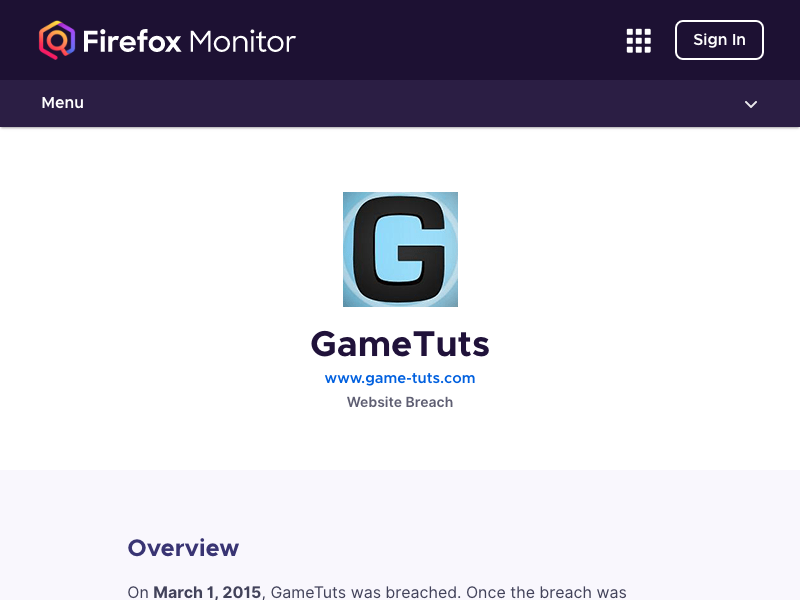 Firefox Monitor
Sign In
Menu
G
GameTuts
www.game-tuts.com
Website Breach
Overview
On March 1, 2015, GameTuts was breached. Once the breach was